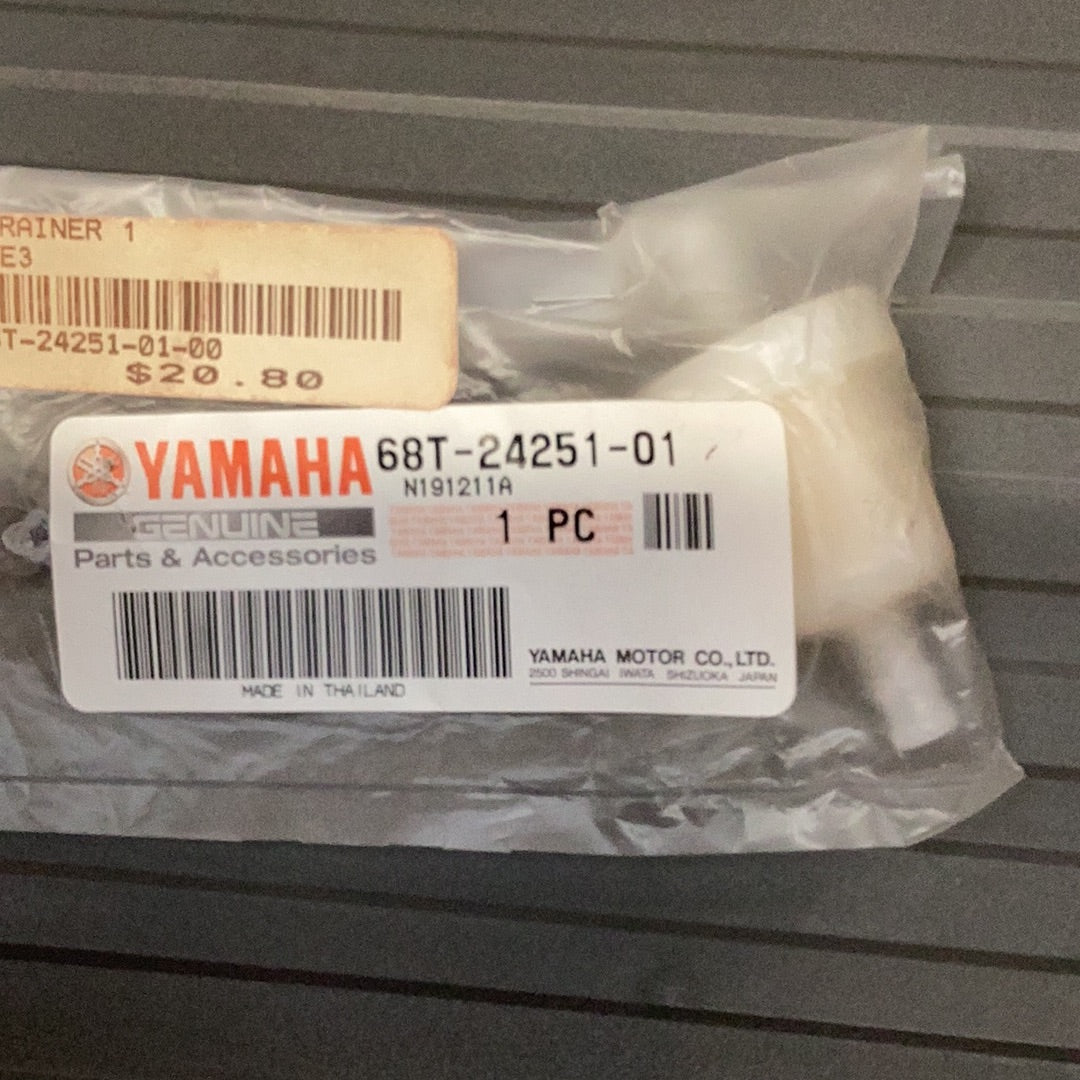 RAINER 1
E3
T-24251-01-00
$20.80
YAMAHA 68T-24251-01
N191211A
GENUINE
1 PC
Parts & Accessories
YAMAHA MOTOR CO., LTD.
2500 SHINGAI IWATA SHIZUOKA JAPAN
MADE IN THAILAND